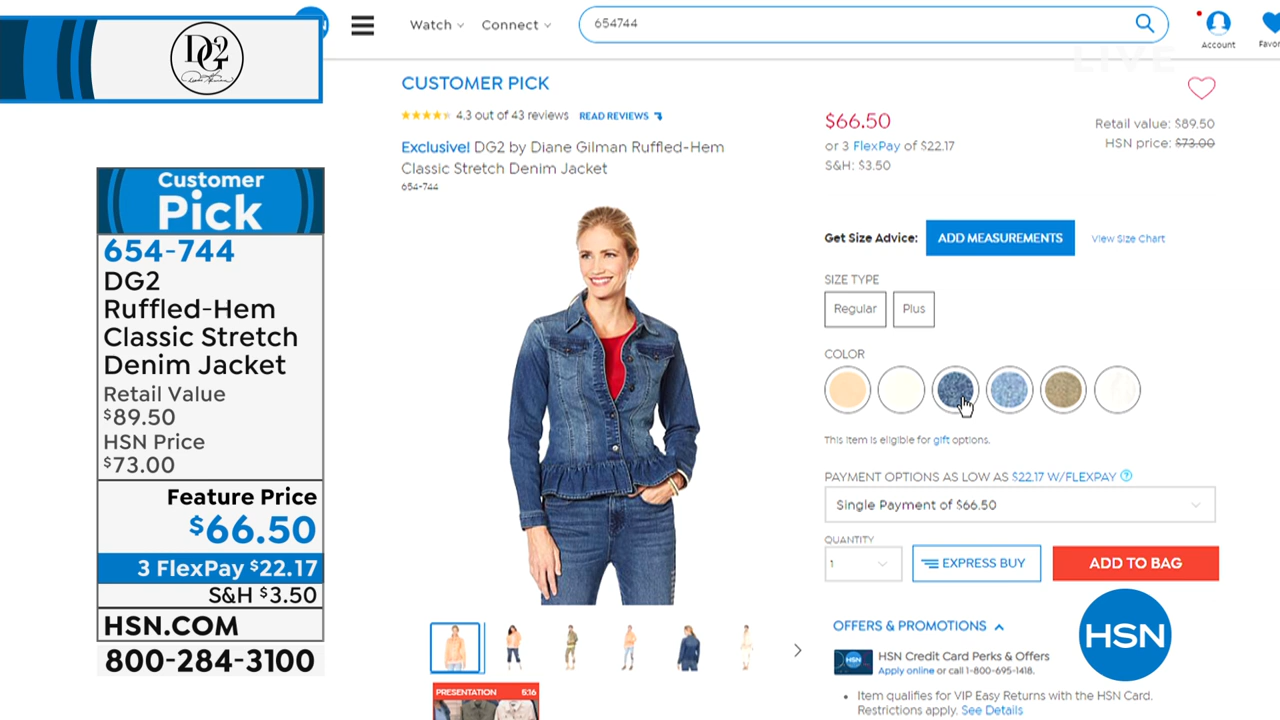 DG2
Customer
Pick
654-744
DG2
Ruffled-Hem
Classic Stretch
Denim Jacket
Retail Value
$89.50
HSN Price
$73.00
Feature Price
$66.50
3 FlexPay $22.17
S&H $3.50
HSN.COM
800-284-3100
Watch
Connect
654744
Account
Favor
LIVE
CUSTOMER PICK
4.3 out of 43 reviews READ REVIEWS
Exclusive! DG2 by Diane Gilman Ruffled-Hem
Classic Stretch Denim Jacket
654-744
$66.50
or 3 FlexPay of $22.17
S&H: $3.50
Retail value: $89.50
HSN price: $73.00
Get Size Advice: ADD MEASUREMENTS View Size Chart
SIZE TYPE
Regular Plus
COLOR
This item is eligible for gift options.
PAYMENT OPTIONS AS LOW AS $22.17 W/FLEXPAY ?
Single Payment of $66.50
QUANTITY
1 EXPRESS BUY ADD TO BAG
OFFERS & PROMOTIONS
HSN
HSN Credit Card Perks & Offers
Apply online or call 1-800-695-1418.
Item qualifies for VIP Easy Returns with the HSN Card.
Restrictions apply. See Details
HSN
PRESENTATION 5:16